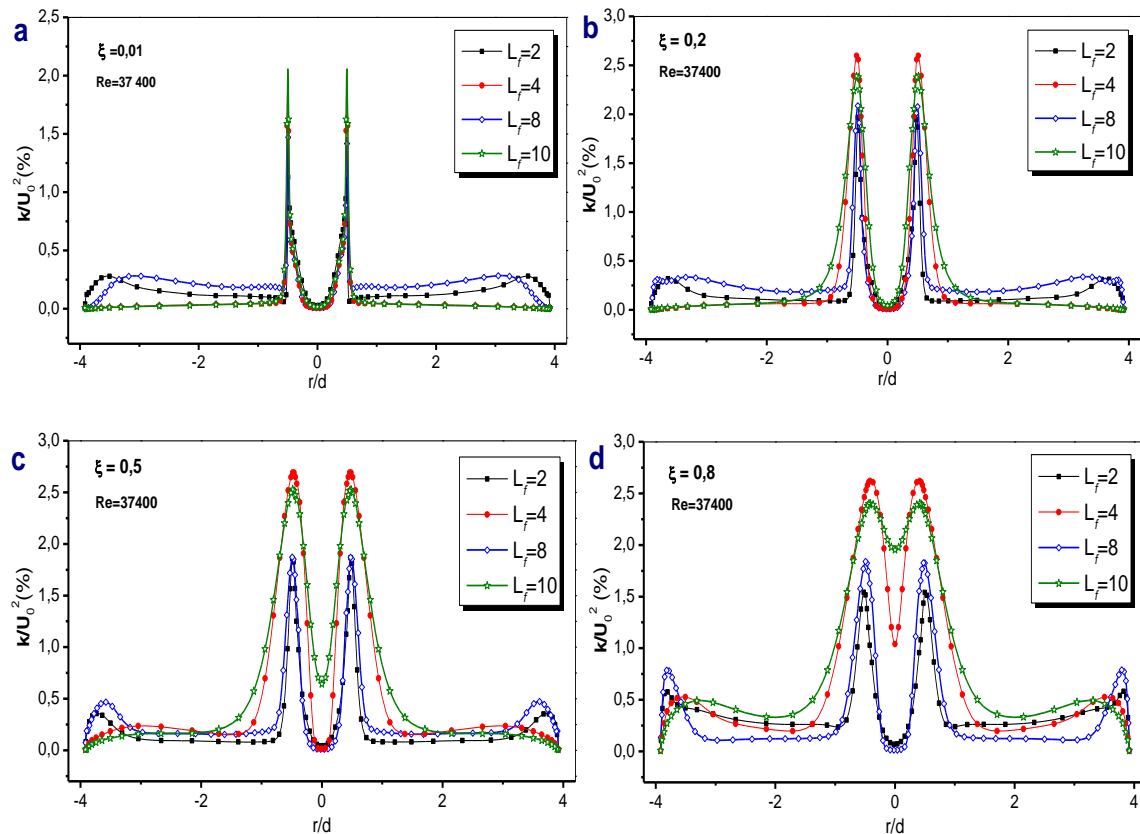 a
ξ =0,01
Re=37 400
L_f=2
L_f=4
L_f=8
L_f=10
2,5
2,0
1,5
1,0
0,5
0,0
k/U_0^2(%)
-4 -2 0 2 4
r/d
b
ξ = 0,2
Re=37400
L_f=2
L_f=4
L_f=8
L_f=10
3,0
2,5
2,0
1,5
1,0
0,5
0,0
k/U_0^2(%)
-4 -2 0 2 4
r/d
c
ξ = 0,5
Re=37400
L_f=2
L_f=4
L_f=8
L_f=10
3,0
2,5
2,0
1,5
1,0
0,5
0,0
k/U_0^2(%)
-4 -2 0 2 4
r/d
d
ξ = 0,8
Re=37400
L_f=2
L_f=4
L_f=8
L_f=10
3,0
2,5
2,0
1,5
1,0
0,5
0,0
k/U_0^2(%)
-4 -2 0 2 4
r/d